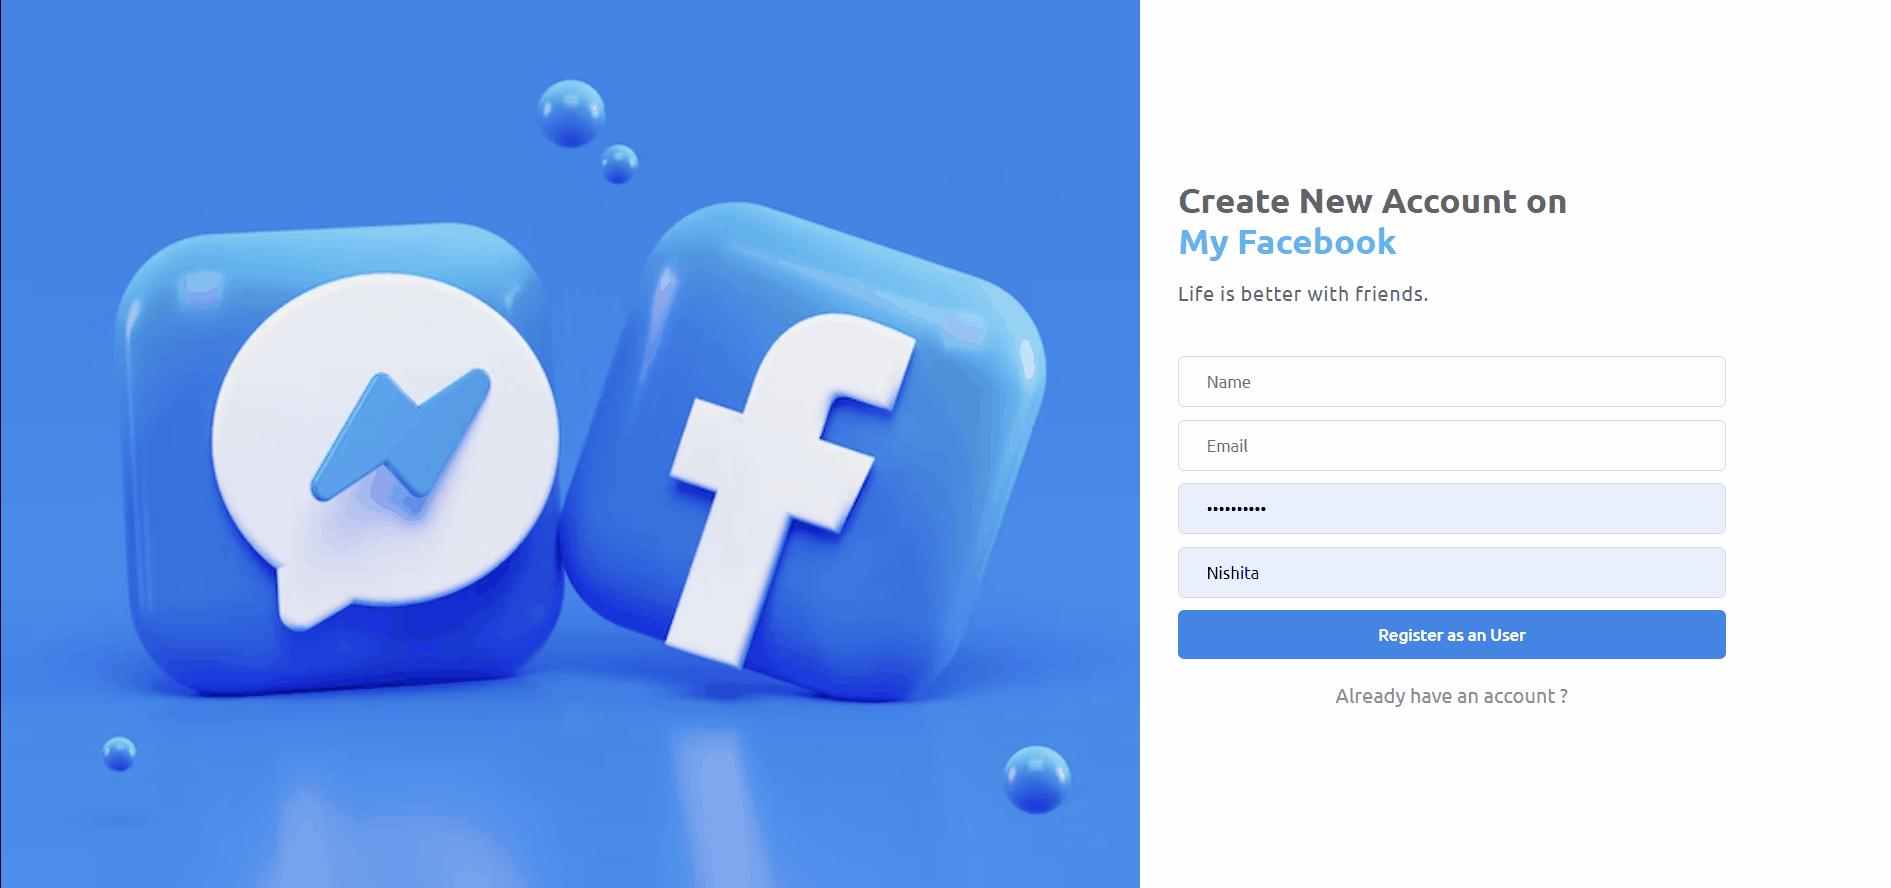 Create New Account on
My Facebook
Life is better with friends.
Name
Email
••••••••••
Nishita
Register as an User
Already have an account ?